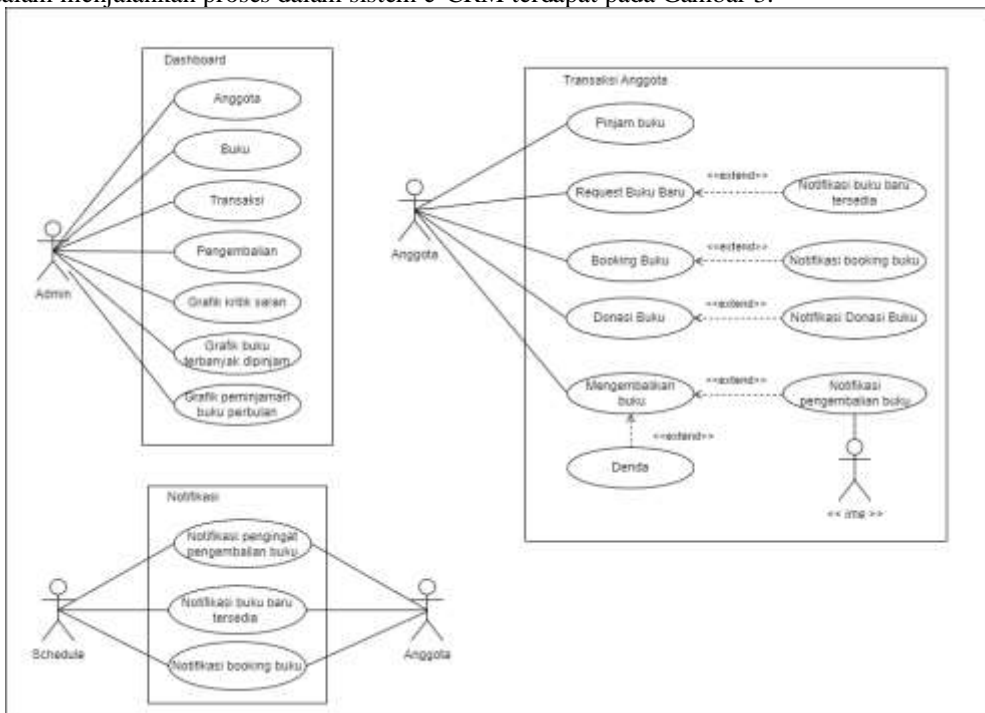 dalam menjalankan proses dalam sistem e-CRM terdapat pada Gambar 3.
Dashboard
Anggota
Buku
Transaksi
Pengembalian
Grafik kritik saran
Grafik buku
terbanyak dipinjam
Grafik peminjaman
buku perbulan
Admin
Transaksi Anggota
Pinjam buku
Request Buku Baru
<<extend>>
Notifikasi buku baru
tersedia
Booking Buku
<<extend>>
Notifikasi booking buku
Donasi Buku
<<extend>>
Notifikasi Donasi Buku
Mengembalikan
buku
<<extend>>
Notifikasi
pengembalian buku
<<extend>>
Denda
<< ime >>
Anggota
Notifikasi
Notifikasi pengingat
pengembalian buku
Notifikasi buku baru
tersedia
Notifikasi booking buku
Schedule
Anggota